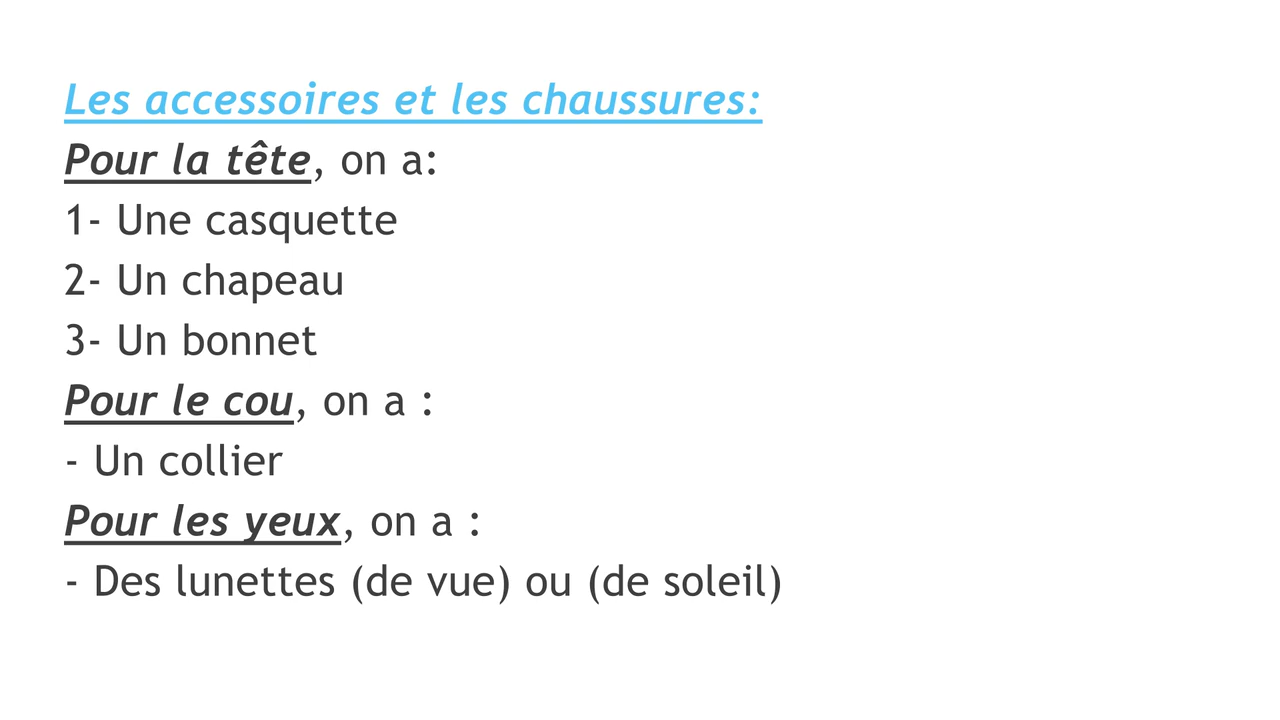 Les accessoires et les chaussures:
Pour la tête, on a:
1- Une casquette
2- Un chapeau
3- Un bonnet
Pour le cou, on a :
- Un collier
Pour les yeux, on a :
- Des lunettes (de vue) ou (de soleil)